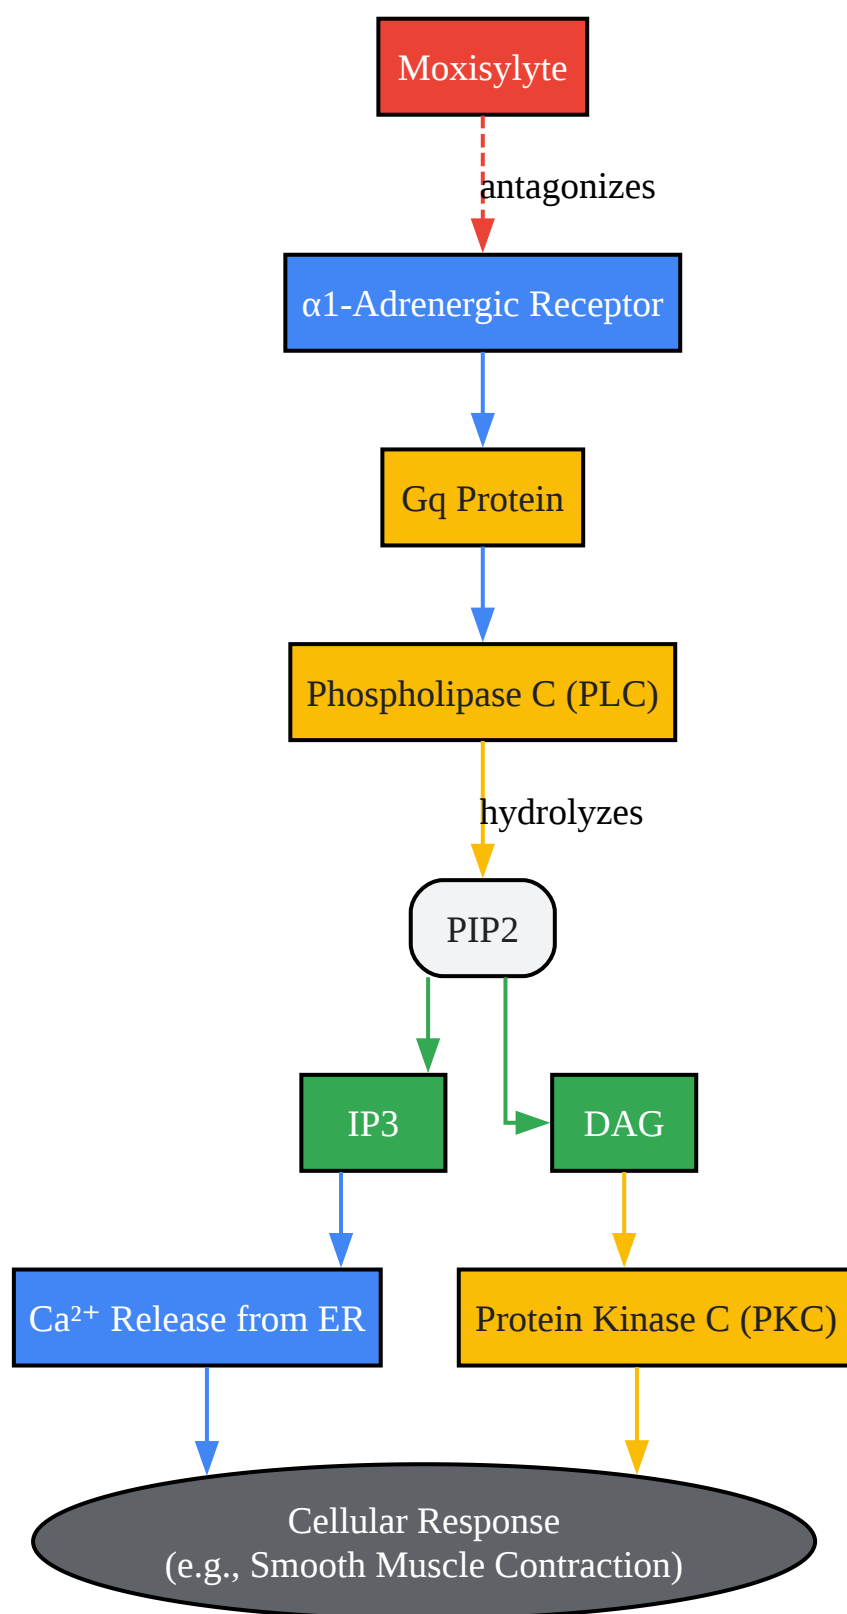 Moxisylyte
antagonizes
α1-Adrenergic Receptor
Gq Protein
Phospholipase C (PLC)
hydrolyzes
PIP2
IP3
DAG
Ca²⁺ Release from ER
Protein Kinase C (PKC)
Cellular Response
(e.g., Smooth Muscle Contraction)